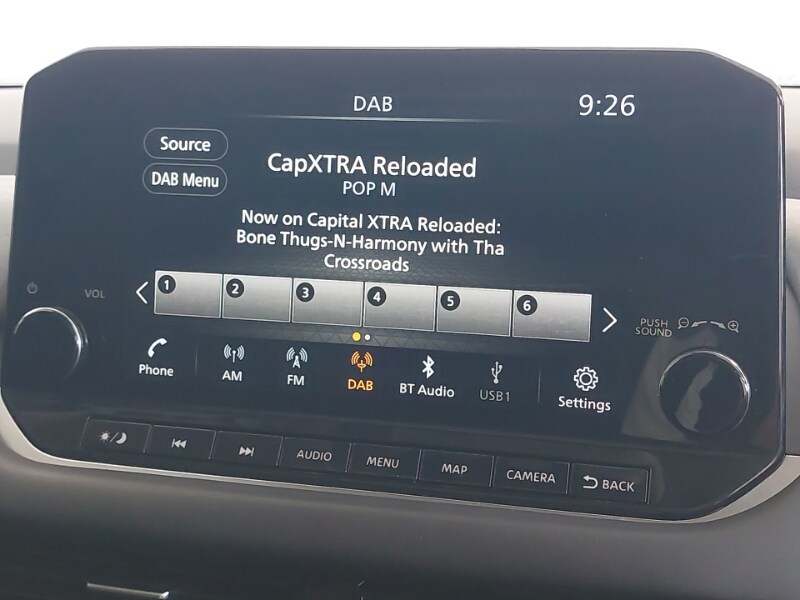 DAB
9:26
Source
CapXTRA Reloaded
DAB Menu
POP M
Now on Capital XTRA Reloaded:
Bone Thugs-N-Harmony with Tha
Crossroads
VOL
1 2 3 4 5 6
PUSH
SOUND
Phone AM FM DAB BT Audio USB1 Settings
AUDIO MENU MAP CAMERA BACK